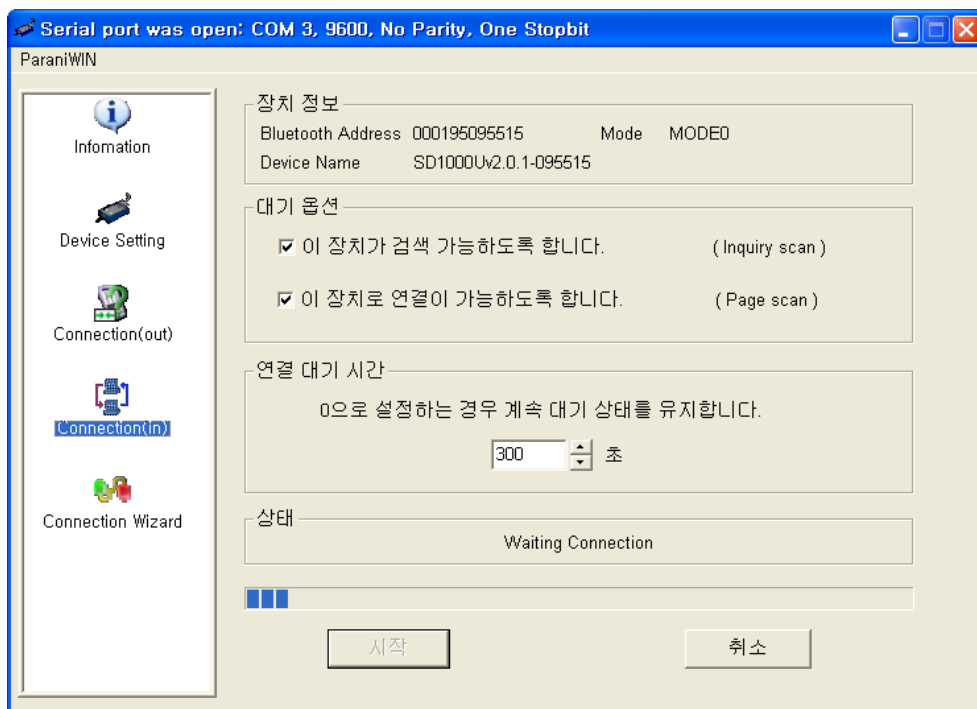 Serial port was open: COM 3, 9600, No Parity, One Stopbit
ParaniWIN
Infomation
Device Setting
Connection(out)
Connection(in)
Connection Wizard
장치 정보
Bluetooth Address 000195095515 Mode MODE0
Device Name SD1000Uv2.0.1-095515
대기 옵션
이 장치가 검색 가능하도록 합니다. ( Inquiry scan )
이 장치로 연결이 가능하도록 합니다. ( Page scan )
연결 대기 시간
0으로 설정하는 경우 계속 대기 상태를 유지합니다.
300 초
상태
Waiting Connection
시작 취소